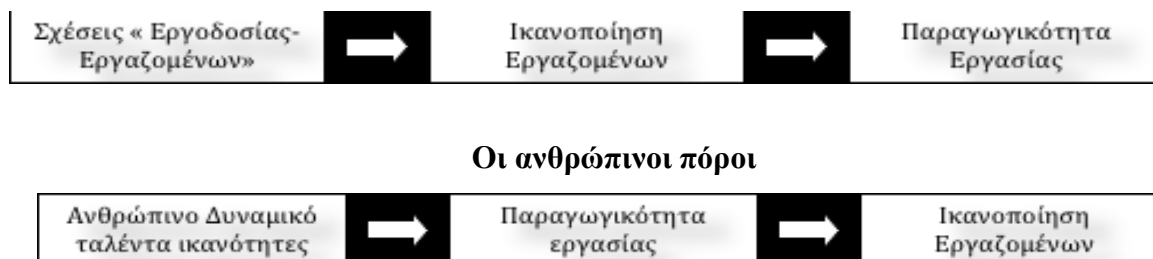 Σχέσεις « Εργοδοσίας-
Εργαζομένων»
Ικανοποίηση
Εργαζομένων
Παραγωγικότητα
Εργασίας
Οι ανθρώπινοι πόροι
Ανθρώπινο Δυναμικό
ταλέντα ικανότητες
Παραγωγικότητα
εργασίας
Ικανοποίηση
Εργαζομένων